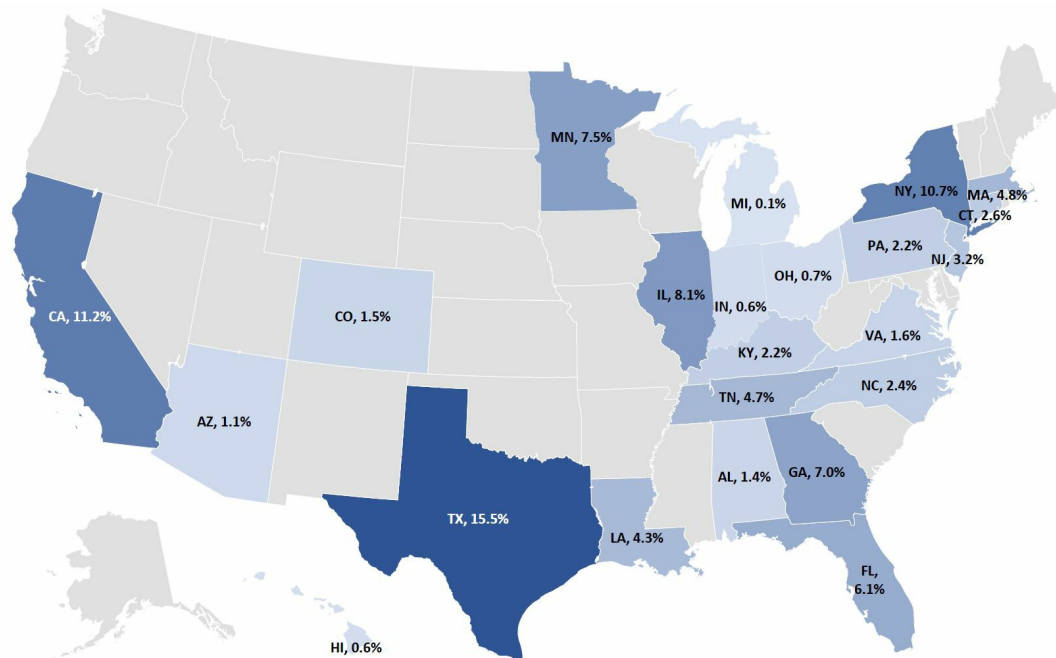 MN, 7.5%
NY, 10.7%
MA, 4.8%
MI, 0.1%
CT, 2.6%
PA, 2.2%
NJ, 3.2%
OH, 0.7%
IL, 8.1%
IN, 0.6%
CA, 11.2%
CO, 1.5%
VA, 1.6%
KY, 2.2%
NC, 2.4%
TN, 4.7%
AZ, 1.1%
AL, 1.4%
GA, 7.0%
TX, 15.5%
LA, 4.3%
FL,
6.1%
HI, 0.6%